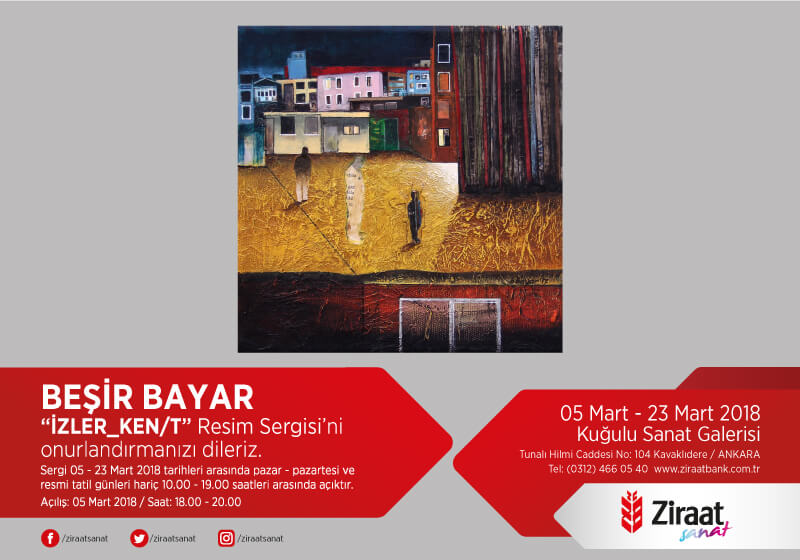 BEŞİR BAYAR
“İZLER_KEN/T” Resim Sergisi’ni
onurlandırmanızı dileriz.
Sergi 05 - 23 Mart 2018 tarihleri arasında pazar - pazartesi ve
resmi tatil günleri hariç 10.00 - 19.00 saatleri arasında açıktır.
Açılış: 05 Mart 2018 / Saat: 18.00 - 20.00
/ziraatsanat
/ziraatsanat
/ziraatsanat
05 Mart - 23 Mart 2018
Kuğulu Sanat Galerisi
Tunalı Hilmi Caddesi No: 104 Kavaklıdere / ANKARA
Tel: (0312) 466 05 40 www.ziraatbank.com.tr
Ziraat
sanat